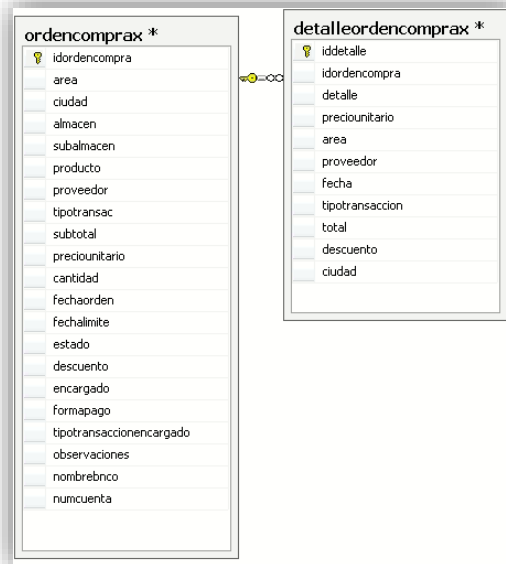 ordencomprax *
idordencompra
area
ciudad
almacen
subalmacen
producto
proveedor
tipotransac
subtotal
preciounitario
cantidad
fechaorden
fechalimite
estado
descuento
encargado
formapago
tipotransaccionencargado
observaciones
nombrebnco
numcuenta
detalleordencomprax *
iddetalle
idordencompra
detalle
preciounitario
area
proveedor
fecha
tipotransaccion
total
descuento
ciudad